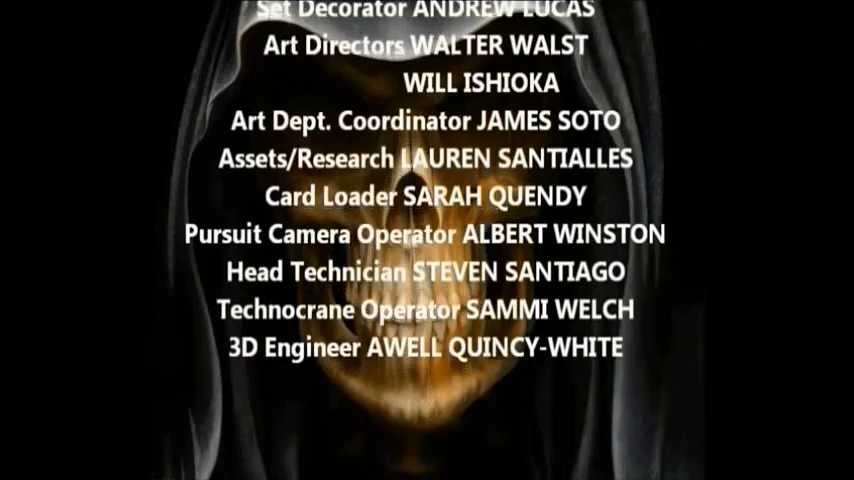 Set Decorator ANDREW LUCAS
Art Directors WALTER WALST
WILL ISHIOKA
Art Dept. Coordinator JAMES SOTO
Assets/Research LAUREN SANTIALLES
Card Loader SARAH QUENDY
Pursuit Camera Operator ALBERT WINSTON
Head Technician STEVEN SANTIAGO
Technocrane Operator SAMMI WELCH
3D Engineer AWELL QUINCY-WHITE